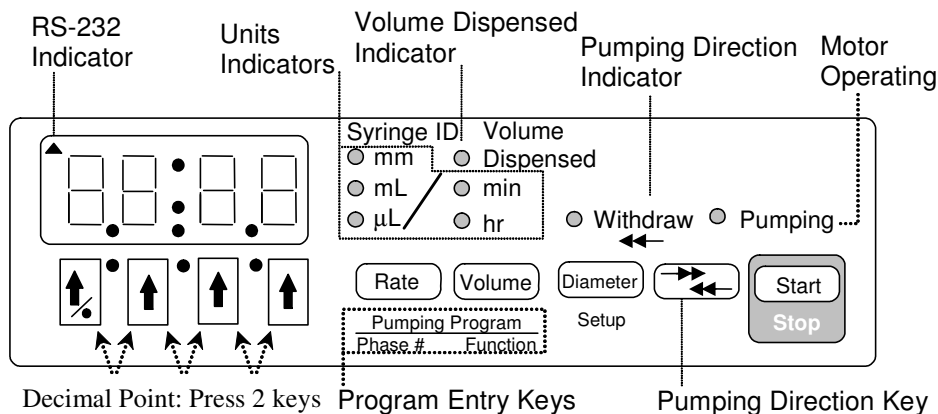 RS-232
Indicator
Units
Indicators
Volume Dispensed
Indicator
Pumping Direction
Indicator
Motor
Operating
Syringe ID
Volume
Dispensed
mm
mL
µL
min
hr
Withdraw
Pumping
Rate
Volume
Diameter
Setup
Start
Stop
Pumping Program
Phase # Function
Decimal Point: Press 2 keys
Program Entry Keys
Pumping Direction Key